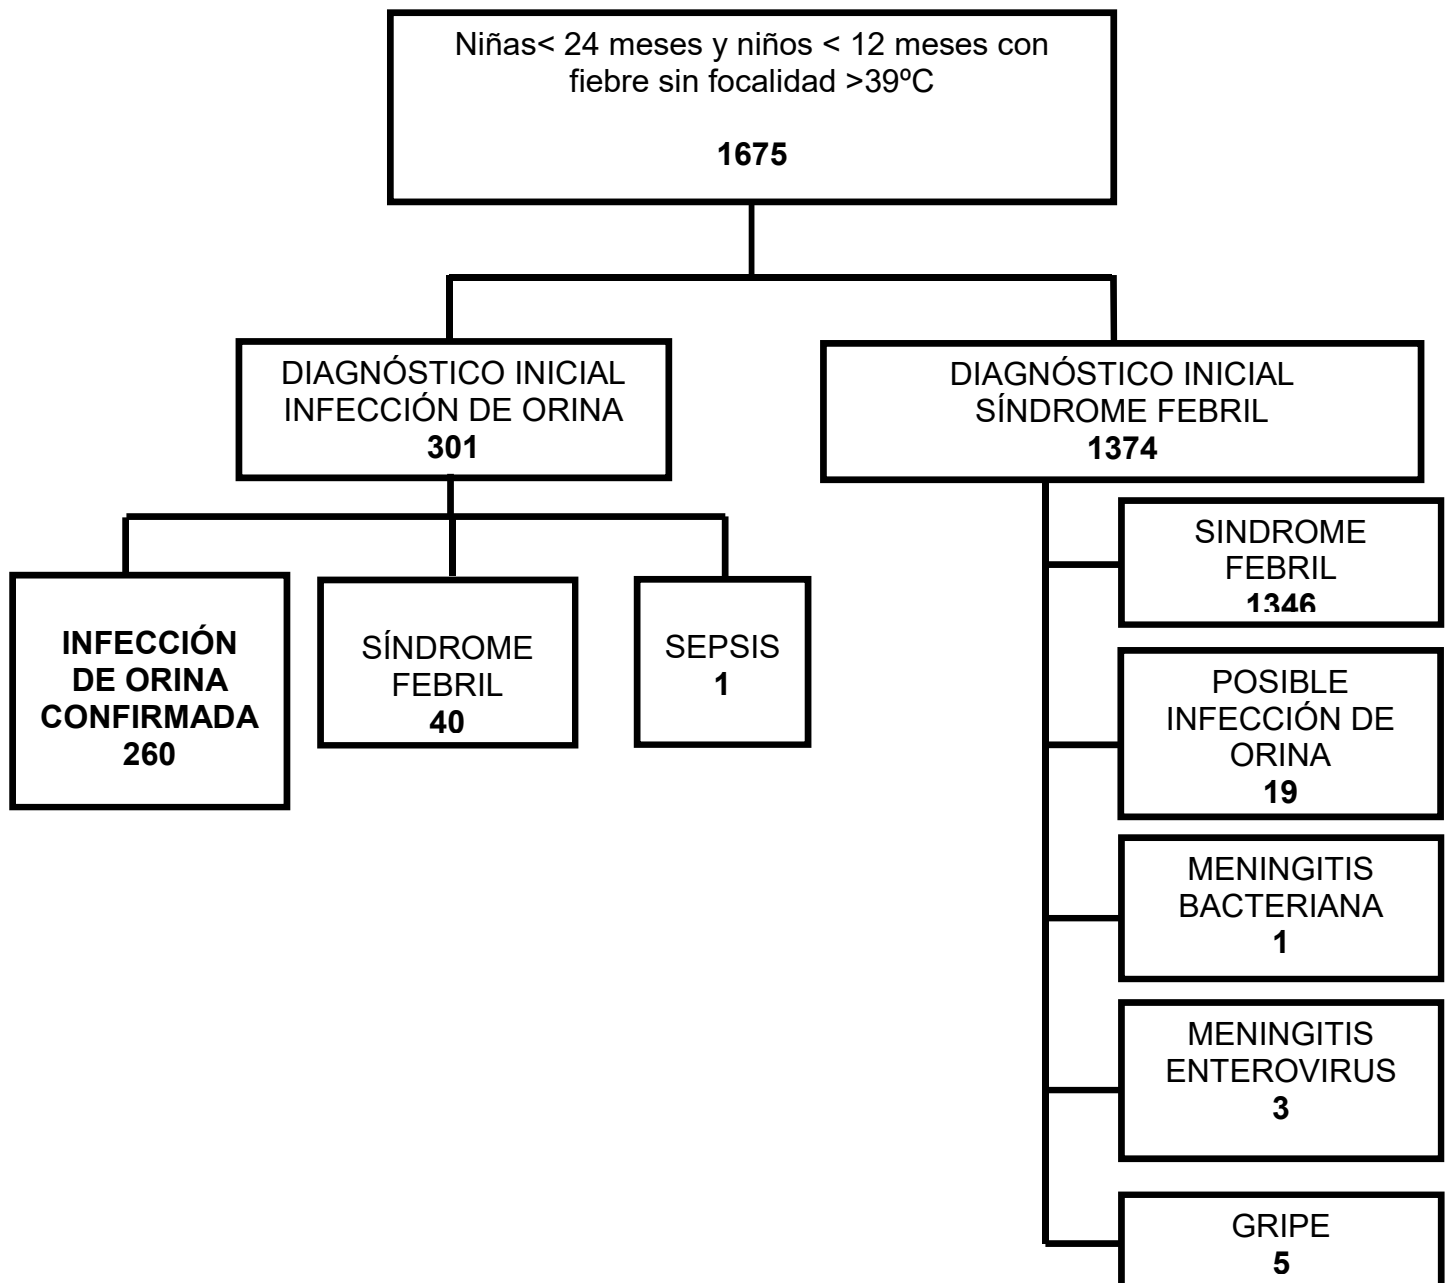 Niñas< 24 meses y niños < 12 meses con
fiebre sin focalidad >39ºC
1675
DIAGNÓSTICO INICIAL
INFECCIÓN DE ORINA
301
DIAGNÓSTICO INICIAL
SÍNDROME FEBRIL
1374
INFECCIÓN
DE ORINA
CONFIRMADA
260
SÍNDROME
FEBRIL
40
SEPSIS
1
SINDROME
FEBRIL
1346
POSIBLE
INFECCIÓN DE
ORINA
19
MENINGITIS
BACTERIANA
1
MENINGITIS
ENTEROVIRUS
3
GRIPE
5